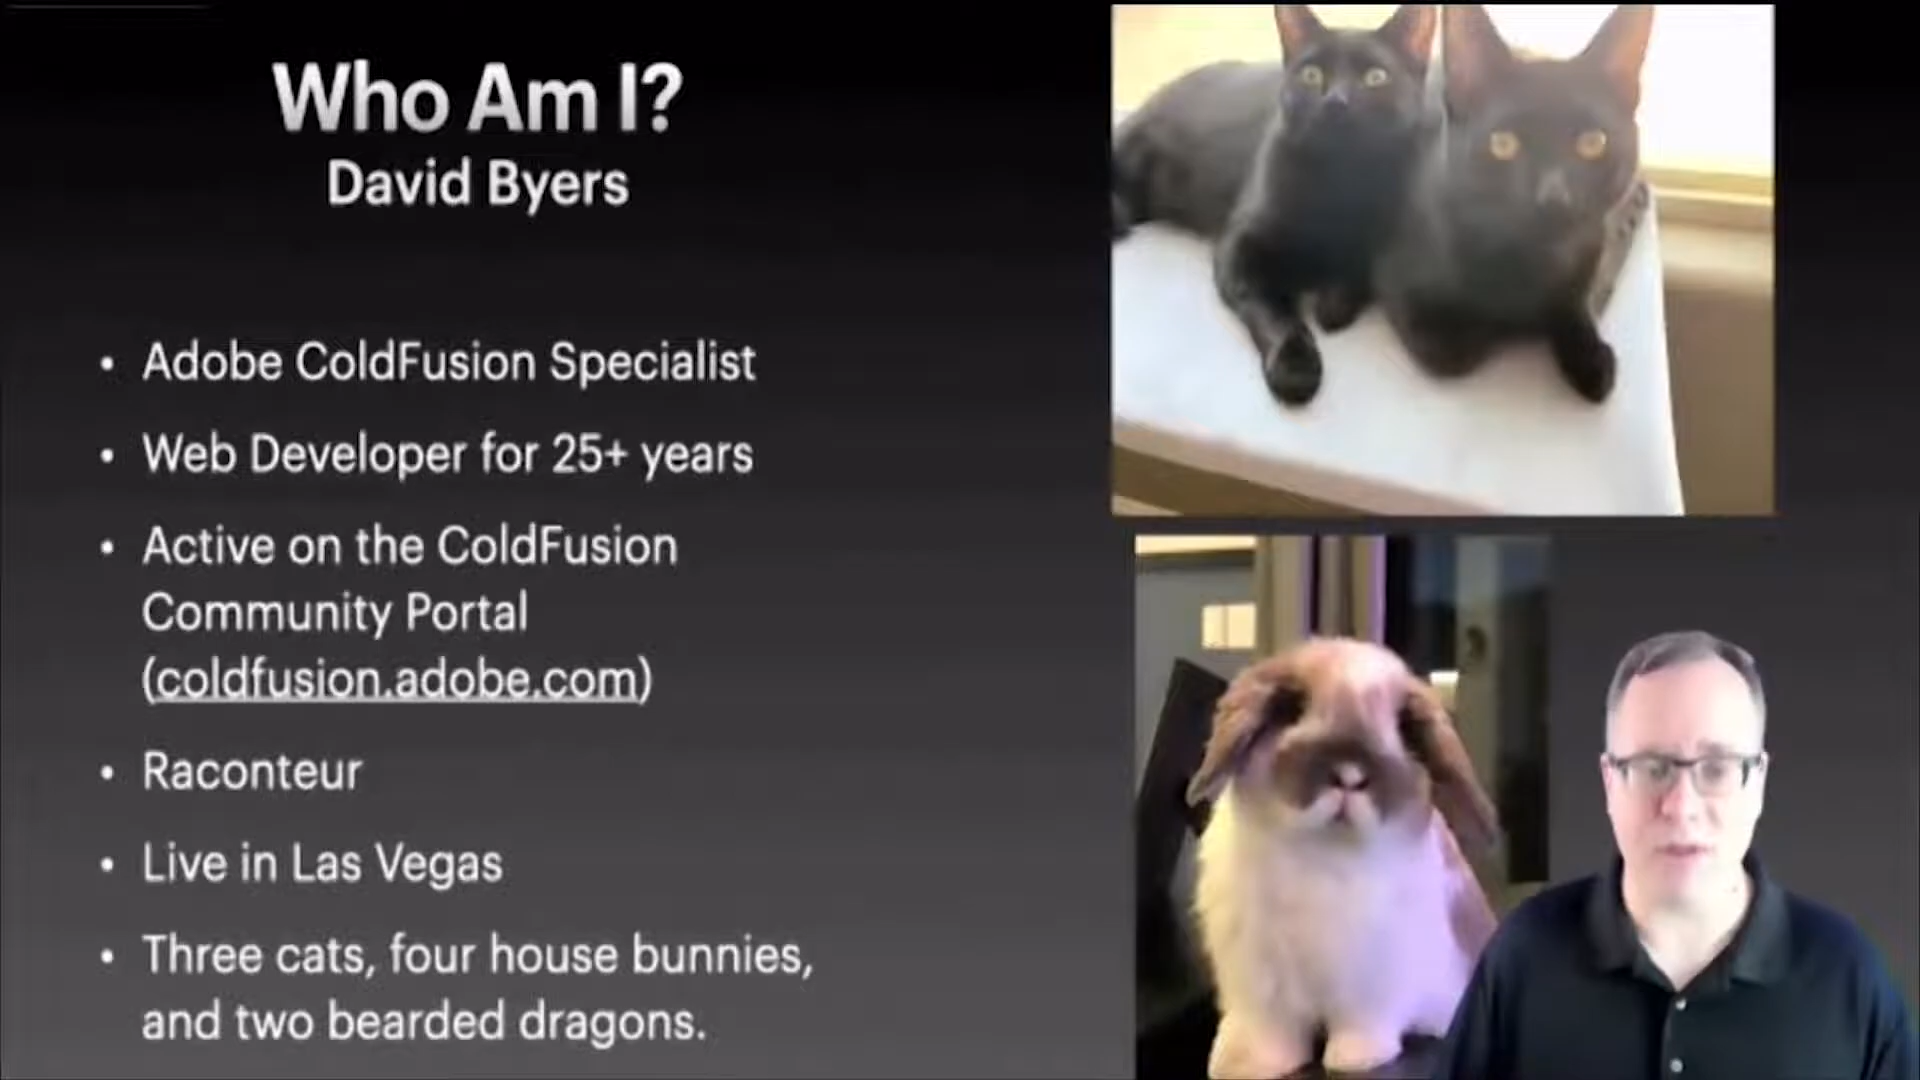 Who Am I?
David Byers
• Adobe ColdFusion Specialist
• Web Developer for 25+ years
• Active on the ColdFusion
Community Portal
(coldfusion.adobe.com)
• Raconteur
• Live in Las Vegas
• Three cats, four house bunnies,
and two bearded dragons.